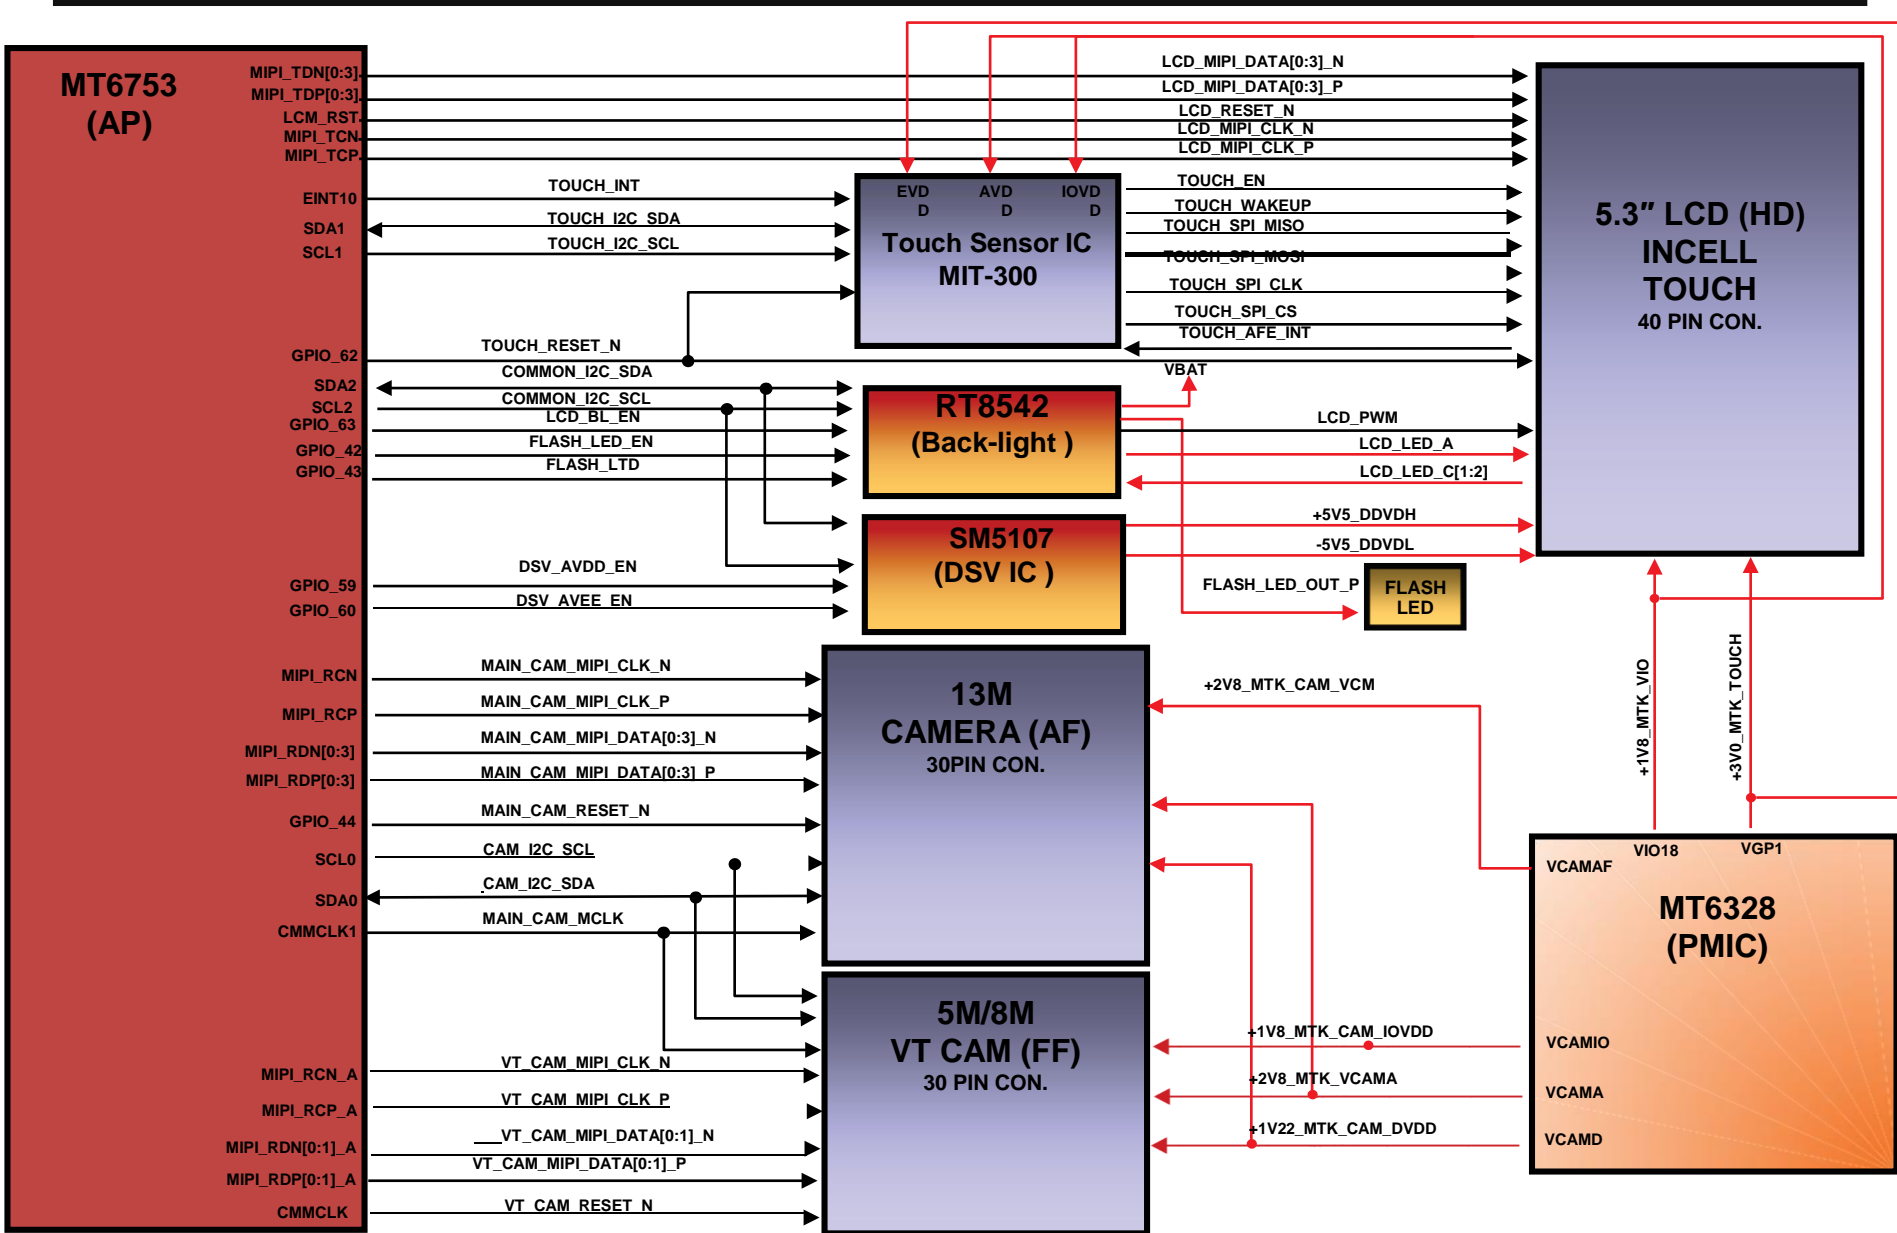 MT6753
(AP)
MIPI_TDN[0:3]
MIPI_TDP[0:3]
LCM_RST
MIPI_TCN
MIPI_TCP
EINT10
SDA1
SCL1
GPIO_62
SDA2
SCL2
GPIO_63
GPIO_42
GPIO_43
GPIO_59
GPIO_60
MIPI_RCN
MIPI_RCP
MIPI_RDN[0:3]
MIPI_RDP[0:3]
GPIO_44
SCL0
SDA0
CMMCLK1
MIPI_RCN_A
MIPI_RCP_A
MIPI_RDN[0:1]_A
MIPI_RDP[0:1]_A
CMMCLK
TOUCH_INT
TOUCH_I2C_SDA
TOUCH_I2C_SCL
TOUCH_RESET_N
COMMON_I2C_SDA
COMMON_I2C_SCL
LCD_BL_EN
FLASH_LED_EN
FLASH_LTD
DSV_AVDD_EN
DSV_AVEE_EN
MAIN_CAM_MIPI_CLK_N
MAIN_CAM_MIPI_CLK_P
MAIN_CAM_MIPI_DATA[0:3]_N
MAIN_CAM_MIPI_DATA[0:3]_P
MAIN_CAM_RESET_N
CAM_I2C_SCL
CAM_I2C_SDA
MAIN_CAM_MCLK
VT_CAM_MIPI_CLK_N
VT_CAM_MIPI_CLK_P
VT_CAM_MIPI_DATA[0:1]_N
VT_CAM_MIPI_DATA[0:1]_P
VT_CAM_RESET_N
EVD
D
AVD
D
IOVD
D
Touch Sensor IC
MIT-300
RT8542
(Back-light )
SM5107
(DSV IC )
13M
CAMERA (AF)
30PIN CON.
5M/8M
VT CAM (FF)
30 PIN CON.
LCD_MIPI_DATA[0:3]_N
LCD_MIPI_DATA[0:3]_P
LCD_RESET_N
LCD_MIPI_CLK_N
LCD_MIPI_CLK_P
TOUCH_EN
TOUCH_WAKEUP
TOUCH_SPI_MISO
TOUCH_SPI_MOSI
TOUCH_SPI_CLK
TOUCH_SPI_CS
TOUCH_AFE_INT
VBAT
LCD_PWM
LCD_LED_A
LCD_LED_C[1:2]
+5V5_DDVDH
-5V5_DDVDL
FLASH_LED_OUT_P
FLASH
LED
+2V8_MTK_CAM_VCM
+1V8_MTK_CAM_IOVDD
+2V8_MTK_VCAMA
+1V22_MTK_CAM_DVDD
5.3″ LCD (HD)
INCELL
TOUCH
40 PIN CON.
+1V8_MTK_VIO
+3V0_MTK_TOUCH
VIO18
VGP1
VCAMAF
MT6328
(PMIC)
VCAMIO
VCAMA
VCAMD